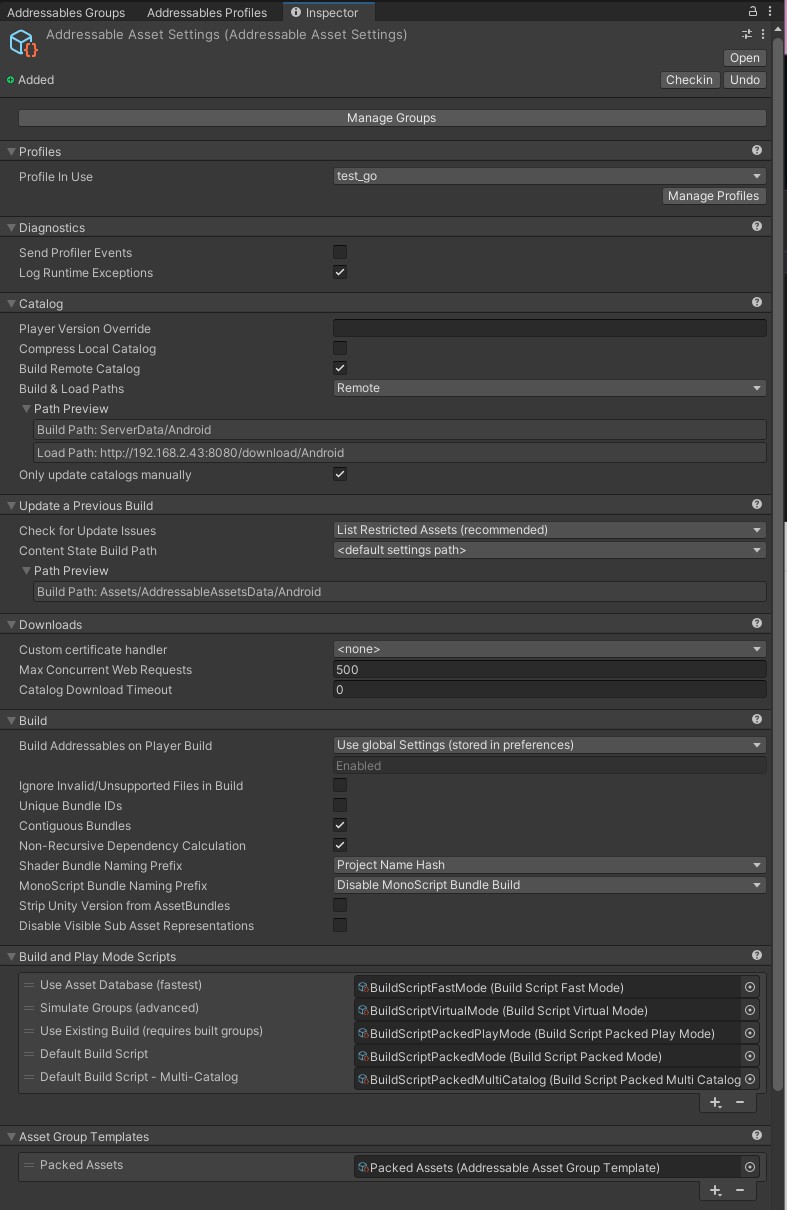 Addressables Groups Addressables Profiles Inspector
Addressable Asset Settings (Addressable Asset Settings)
Open
Added Checkin Undo
Manage Groups
Profiles
Profile In Use test_go
Manage Profiles
Diagnostics
Send Profiler Events
Log Runtime Exceptions
Catalog
Player Version Override
Compress Local Catalog
Build Remote Catalog
Build & Load Paths Remote
Path Preview
Build Path: ServerData/Android
Load Path: http://192.168.2.43:8080/download/Android
Only update catalogs manually
Update a Previous Build
Check for Update Issues List Restricted Assets (recommended)
Content State Build Path <default settings path>
Path Preview
Build Path: Assets/AddressableAssetsData/Android
Downloads
Custom certificate handler <none>
Max Concurrent Web Requests 500
Catalog Download Timeout 0
Build
Build Addressables on Player Build Use global Settings (stored in preferences)
Enabled
Ignore Invalid/Unsupported Files in Build
Unique Bundle IDs
Contiguous Bundles
Non-Recursive Dependency Calculation
Shader Bundle Naming Prefix Project Name Hash
MonoScript Bundle Naming Prefix Disable MonoScript Bundle Build
Strip Unity Version from AssetBundles
Disable Visible Sub Asset Representations
Build and Play Mode Scripts
Use Asset Database (fastest) BuildScriptFastMode (Build Script Fast Mode)
Simulate Groups (advanced) BuildScriptVirtualMode (Build Script Virtual Mode)
Use Existing Build (requires built groups) BuildScriptPackedPlayMode (Build Script Packed Play Mode)
Default Build Script BuildScriptPackedMode (Build Script Packed Mode)
Default Build Script - Multi-Catalog BuildScriptPackedMultiCatalog (Build Script Packed Multi Catalog
Asset Group Templates
Packed Assets Packed Assets (Addressable Asset Group Template)